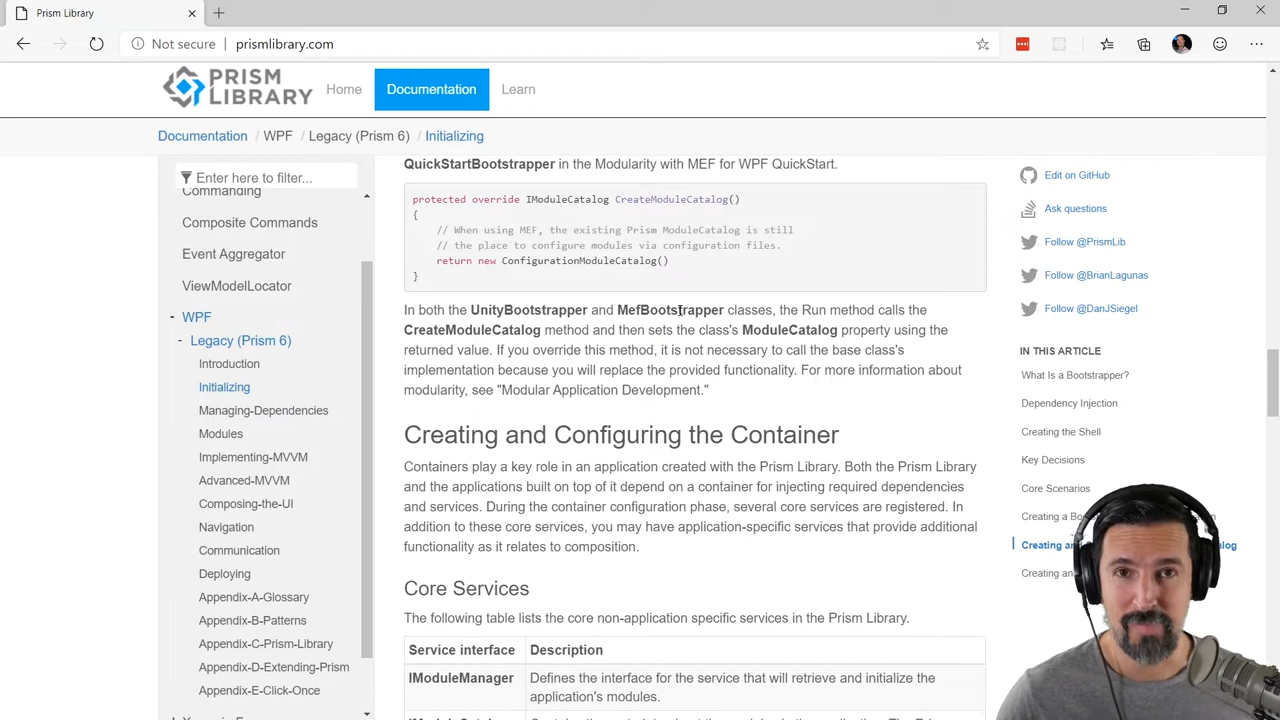 Prism Library
Not secure
prismlibrary.com
PRISM
LIBRARY
Home
Documentation
Learn
Documentation / WPF / Legacy (Prism 6) / Initializing
Enter here to filter...
Commanding
Composite Commands
Event Aggregator
ViewModelLocator
WPF
Legacy (Prism 6)
Introduction
Initializing
Managing-Dependencies
Modules
Implementing-MVVM
Advanced-MVVM
Composing-the-UI
Navigation
Communication
Deploying
Appendix-A-Glossary
Appendix-B-Patterns
Appendix-C-Prism-Library
Appendix-D-Extending-Prism
Appendix-E-Click-Once
QuickStartBootstrapper in the Modularity with MEF for WPF QuickStart.
protected override IModuleCatalog CreateModuleCatalog()
{
// When using MEF, the existing Prism ModuleCatalog is still
// the place to configure modules via configuration files.
return new ConfigurationModuleCatalog()
}
In both the UnityBootstrapper and MefBootstrapper classes, the Run method calls the
CreateModuleCatalog method and then sets the class's ModuleCatalog property using the
returned value. If you override this method, it is not necessary to call the base class's
implementation because you will replace the provided functionality. For more information about
modularity, see "Modular Application Development."
Creating and Configuring the Container
Containers play a key role in an application created with the Prism Library. Both the Prism Library
and the applications built on top of it depend on a container for injecting required dependencies
and services. During the container configuration phase, several core services are registered. In
addition to these core services, you may have application-specific services that provide additional
functionality as it relates to composition.
Core Services
The following table lists the core non-application specific services in the Prism Library.
Service interface
Description
IModuleManager
Defines the interface for the service that will retrieve and initialize the
application's modules.
Edit on GitHub
Ask questions
Follow @PrismLib
Follow @BrianLagunas
Follow @DanJSiegel
IN THIS ARTICLE
What Is a Bootstrapper?
Dependency Injection
Creating the Shell
Key Decisions
Core Scenarios
Creating a
Creating and
Creating